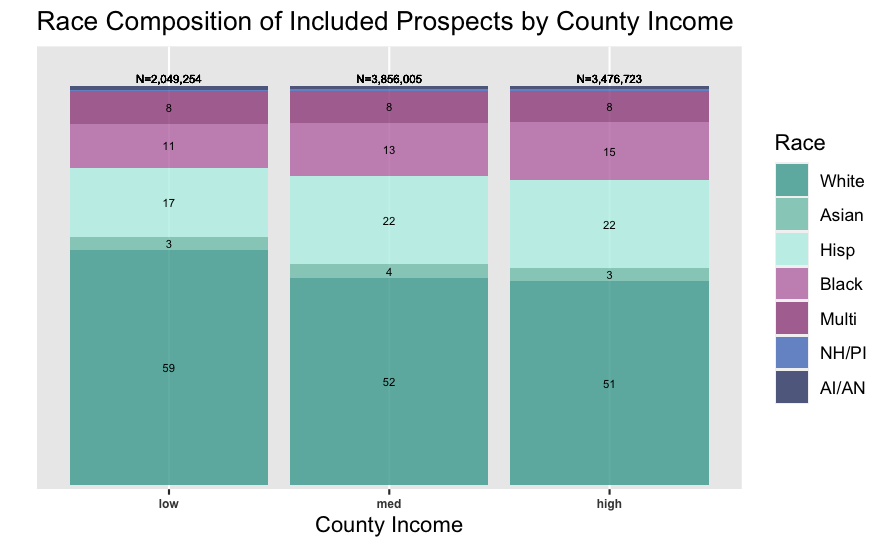 Race Composition of Included Prospects by County Income
N=2,049,254 N=3,856,005 N=3,476,723
8 8 8
11 13 15
17 22 22
3 4 3
59 52 51
low med high
County Income
Race
White
Asian
Hisp
Black
Multi
NH/PI
AI/AN